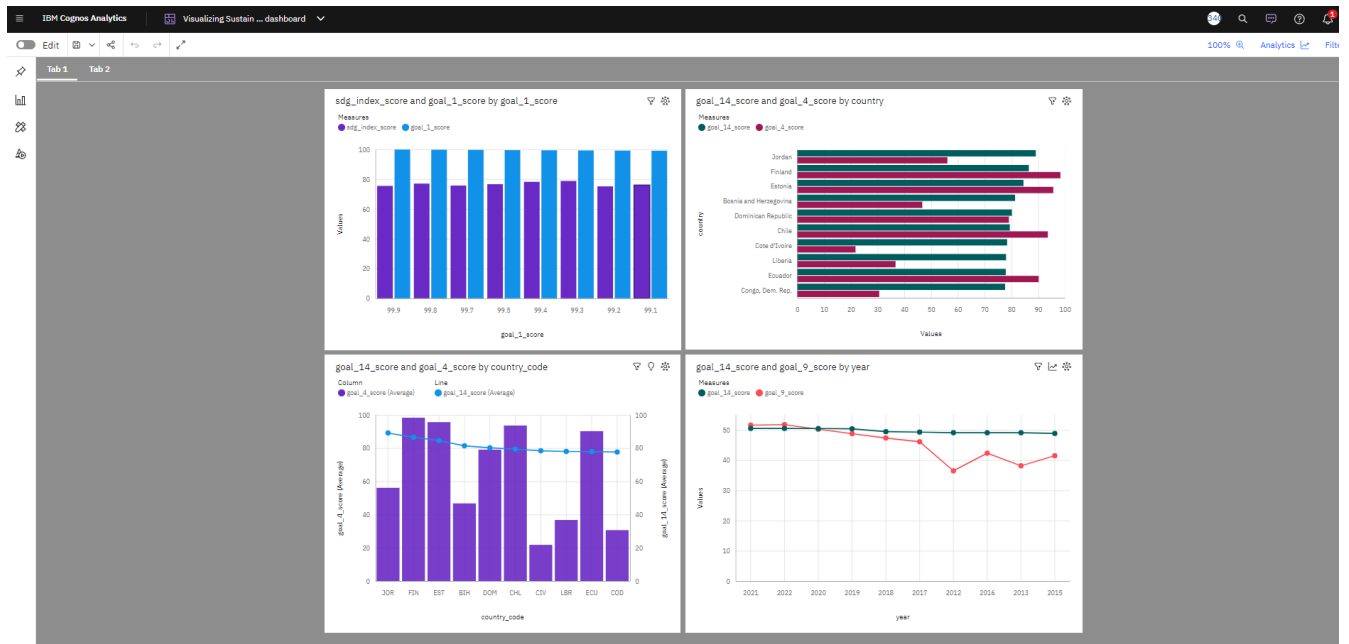 IBM Cognos Analytics
Visualizing Sustain ... dashboard
1
Edit
100%
Analytics
Filte
Tab 1
Tab 2
sdg_index_score and goal_1_score by goal_1_score
Measures
sdg_index_score goal_1_score
100
80
60
40
20
0
Values
99.9 99.8 99.7 99.5 99.4 99.3 99.2 99.1
goal_1_score
goal_14_score and goal_4_score by country
Measures
goal_14_score goal_4_score
country
Jordan
Finland
Estonia
Bosnia and Herzegovina
Dominican Republic
Chile
Cote d'Ivoire
Liberia
Ecuador
Congo, Dem. Rep.
0 10 20 30 40 50 60 70 80 90 100
Values
goal_14_score and goal_4_score by country_code
Column Line
goal_4_score (Average) goal_14_score (Average)
100 100
80 80
60 60
40 40
20 20
0 0
goal_4_score (Average)
goal_14_score (Average)
JOR FIN EST BIH DOM CHL CIV LBR ECU COD
country_code
goal_14_score and goal_9_score by year
Measures
goal_14_score goal_9_score
50
40
30
20
10
0
Values
2021 2022 2020 2019 2018 2017 2012 2016 2013 2015
year